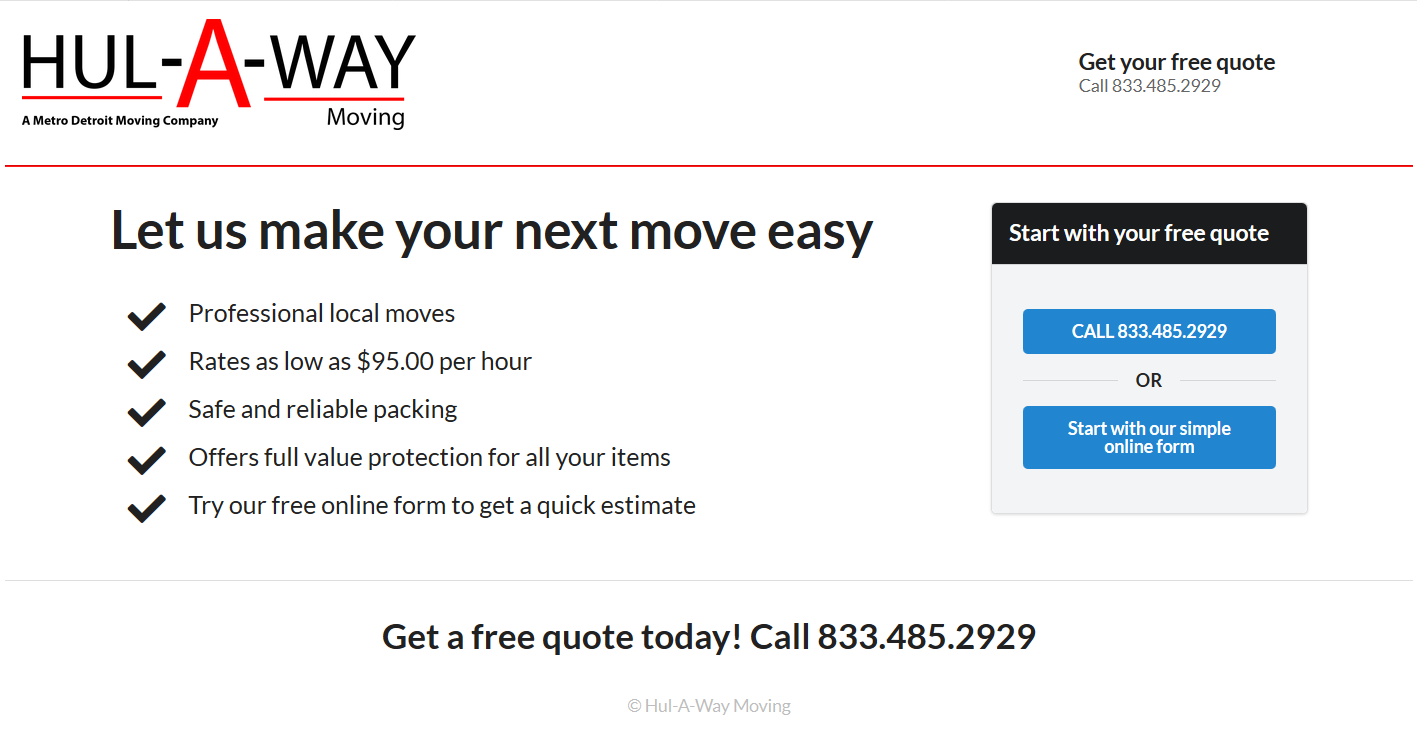 HUL-A-WAY
A Metro Detroit Moving Company
Moving
Get your free quote
Call 833.485.2929
Let us make your next move easy
Professional local moves
Rates as low as $95.00 per hour
Safe and reliable packing
Offers full value protection for all your items
Try our free online form to get a quick estimate
Start with your free quote
CALL 833.485.2929
OR
Start with our simple
online form
Get a free quote today! Call 833.485.2929
© Hul-A-Way Moving